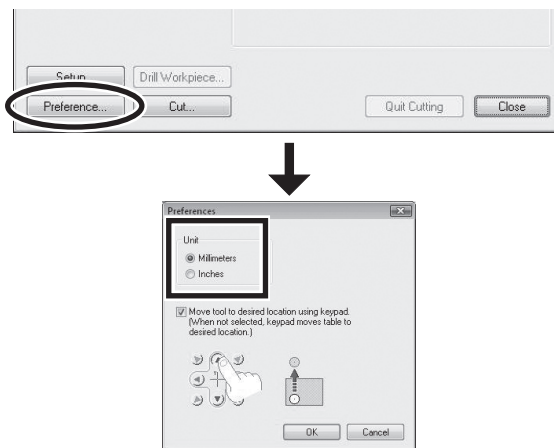 Setup...
Drill Workpiece...
Preference...
Cut...
Quit Cutting
Close
Preferences
Unit
Millimeters
Inches
Move tool to desired location using keypad.
(When not selected, keypad moves table to
desired location.)
OK
Cancel